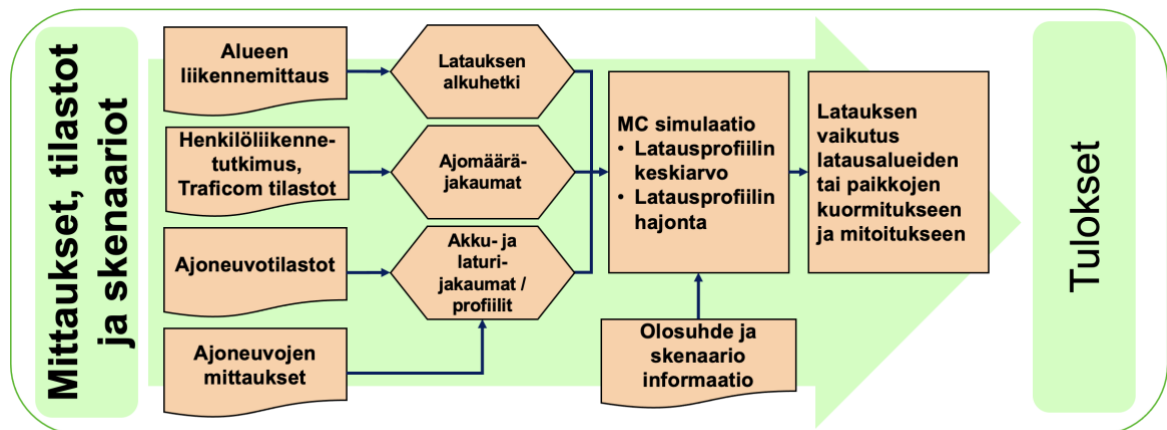 Mittaukset, tilastot
ja skenaariot
Alueen
liikennemittaus
Henkilöliikenne-
tutkimus,
Traficom tilastot
Ajoneuvotilastot
Ajoneuvojen
mittaukset
Latauksen
alkuhetki
Ajomäärä-
jakaumat
Akku- ja
laturi-
jakaumat /
profiilit
MC simulaatio
• Latausprofiilin
keskiarvo
• Latausprofiilin
hajonta
Olosuhde ja
skenaario
informaatio
Latauksen
vaikutus
latausalueiden
tai paikkojen
kuormitukseen
ja mitoitukseen
Tulokset